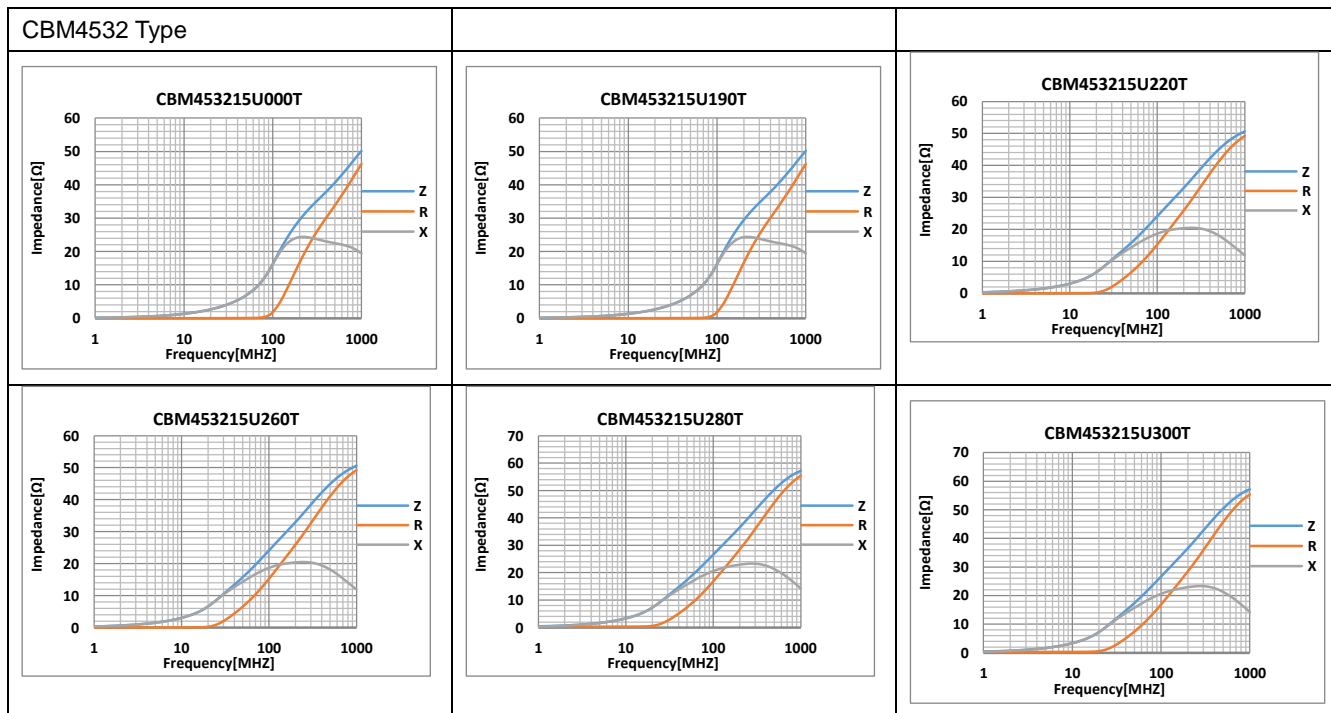 CBM4532 Type
CBM453215U000T
Impedance[Ω]
60
50
40
30
20
10
0
1 10 100 1000
Frequency[MHZ]
Z
R
X
CBM453215U190T
Impedance[Ω]
60
50
40
30
20
10
0
1 10 100 1000
Frequency[MHZ]
Z
R
X
CBM453215U220T
Impedance[Ω]
60
50
40
30
20
10
0
1 10 100 1000
Frequency[MHZ]
Z
R
X
CBM453215U260T
Impedance[Ω]
60
50
40
30
20
10
0
1 10 100 1000
Frequency[MHZ]
Z
R
X
CBM453215U280T
Impedance[Ω]
70
60
50
40
30
20
10
0
1 10 100 1000
Frequency[MHZ]
Z
R
X
CBM453215U300T
Impedance[Ω]
70
60
50
40
30
20
10
0
1 10 100 1000
Frequency[MHZ]
Z
R
X